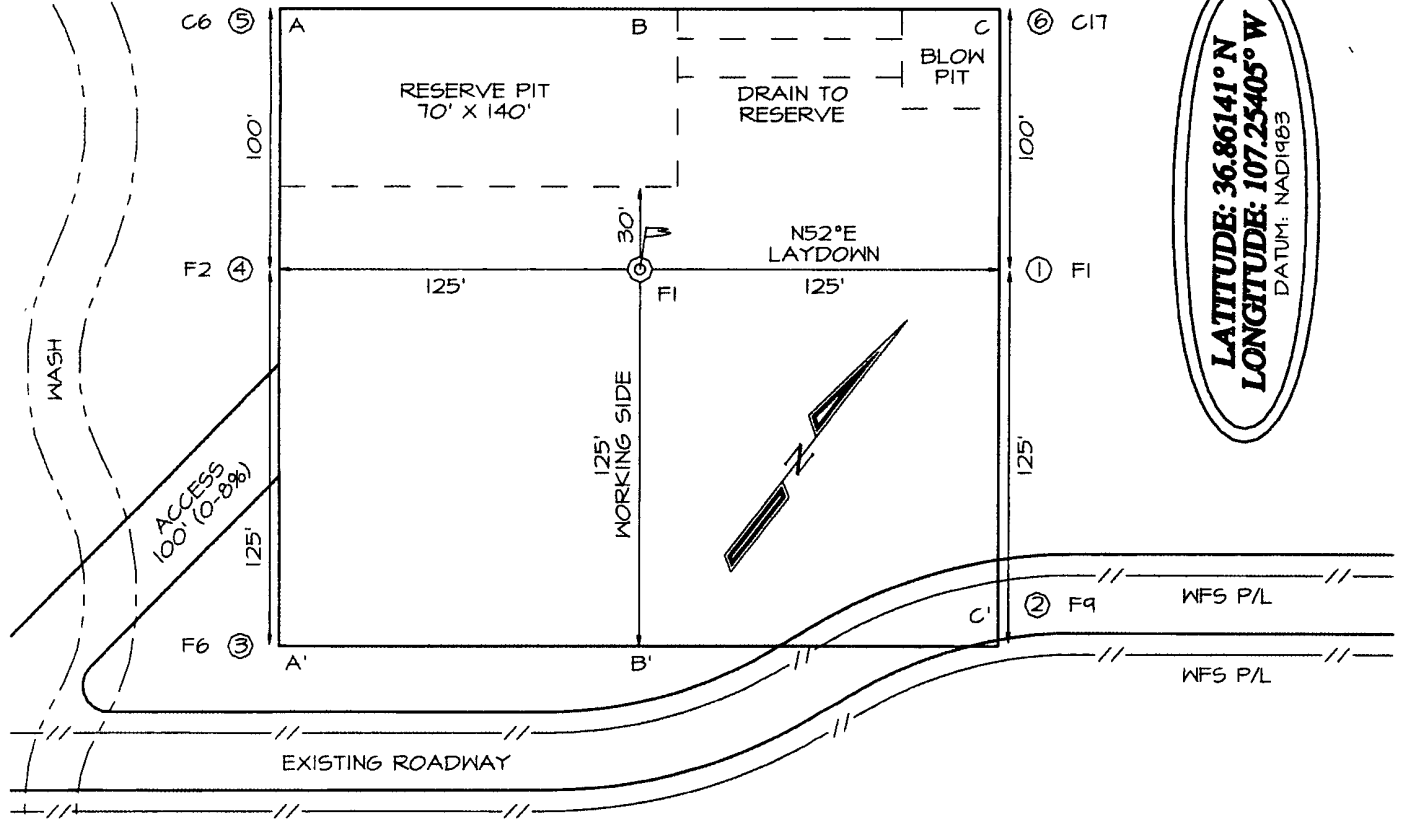 C6 ⑤ A B C ⑥ C17
RESERVE PIT
70' X 140'
DRAIN TO
RESERVE
BLOW
PIT
100'
100'
30'
N52°E
LAYDOWN
F2 ④
125'
F1
125'
① F1
WASH
ACCESS
100' (0-8%)
125'
125'
WORKING SIDE
N
125'
F6 ③
A'
B'
C'
② F9
WFS P/L
WFS P/L
EXISTING ROADWAY
LATITUDE: 36.86141° N
LONGITUDE: 107.25405° W
DATUM: NAD1983